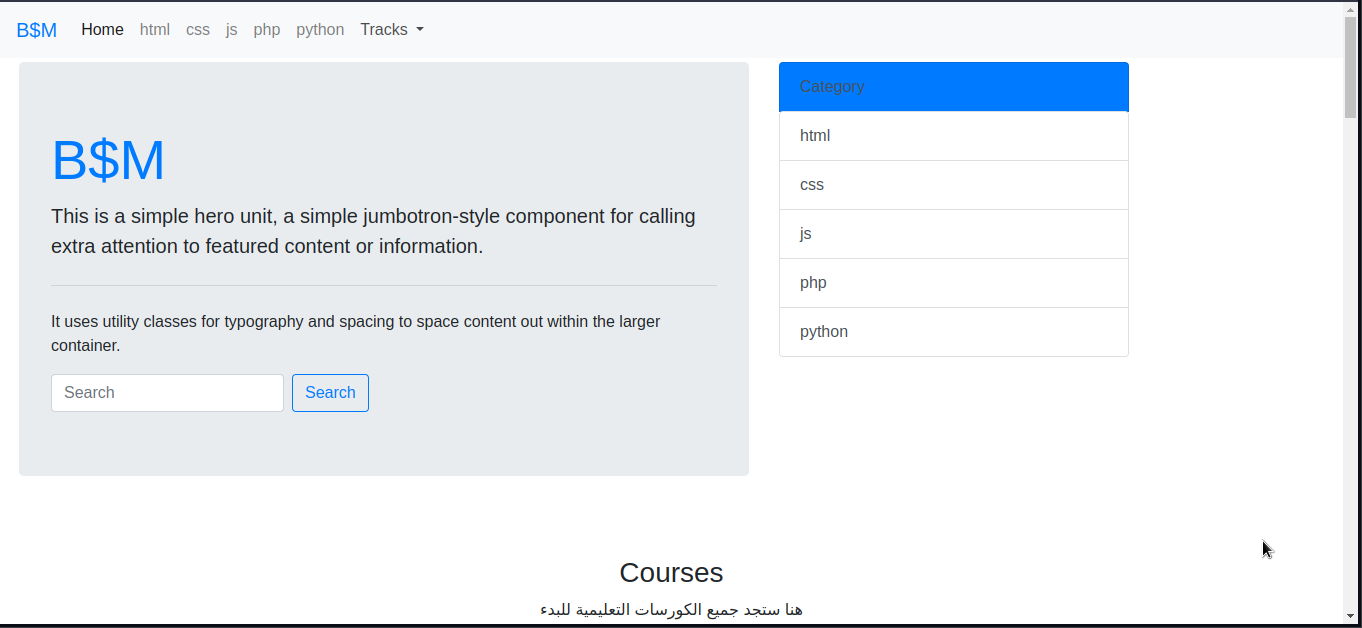 B$M Home html css js php python Tracks
B$M
This is a simple hero unit, a simple jumbotron-style component for calling
extra attention to featured content or information.
It uses utility classes for typography and spacing to space content out within the larger
container.
Search Search
Category
html
css
js
php
python
Courses
هنا ستجد جميع الكورسات التعليمية للبدء